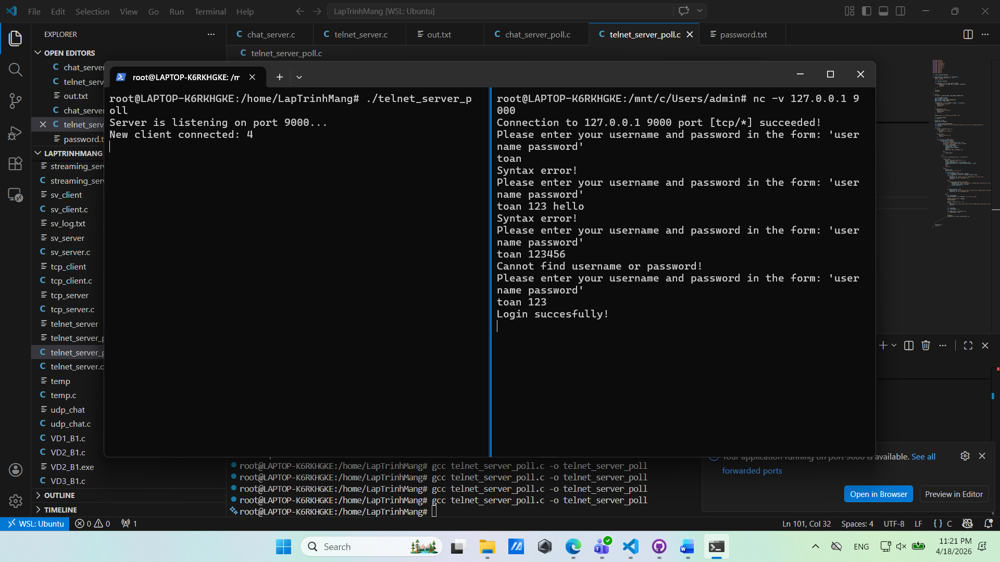 File Edit Selection View Go Run Terminal Help
LapTrinhMang [WSL: Ubuntu]
EXPLORER
chat_server.c
telnet_server.c
out.txt
chat_server_poll.c
telnet_server_poll.c
password.txt
OPEN EDITORS
telnet_server_poll.c
chat_server
telnet_serv
out.txt
chat_server
telnet_serv
password.t
LAPTRINHMANG
streaming_serv
streaming_serv
sv_client
sv_client.c
sv_log.txt
sv_server
sv_server.c
tcp_client
tcp_client.c
tcp_server
tcp_server.c
telnet_server
telnet_server_p
telnet_server_p
telnet_server.c
temp
temp.c
udp_chat
udp_chat.c
VD1_B1.c
VD2_B1.c
VD2_B1.exe
VD3_B1.c
OUTLINE
TIMELINE
root@LAPTOP-K6RKHGKE: /m
root@LAPTOP-K6RKHGKE:/home/LapTrinhMang# ./telnet_server_p
oll
Server is listening on port 9000...
New client connected: 4
root@LAPTOP-K6RKHGKE:/mnt/c/Users/admin# nc -v 127.0.0.1 9
000
Connection to 127.0.0.1 9000 port [tcp/*] succeeded!
Please enter your username and password in the form: 'user
name password'
toan
Syntax error!
Please enter your username and password in the form: 'user
name password'
toan 123 hello
Syntax error!
Please enter your username and password in the form: 'user
name password'
toan 123456
Cannot find username or password!
Please enter your username and password in the form: 'user
name password'
toan 123
Login succesfully!
root@LAPTOP-K6RKHGKE:/home/LapTrinhMang# gcc telnet_server_poll.c -o telnet_server_poll
root@LAPTOP-K6RKHGKE:/home/LapTrinhMang# gcc telnet_server_poll.c -o telnet_server_poll
root@LAPTOP-K6RKHGKE:/home/LapTrinhMang# gcc telnet_server_poll.c -o telnet_server_poll
root@LAPTOP-K6RKHGKE:/home/LapTrinhMang# gcc telnet_server_poll.c -o telnet_server_poll
root@LAPTOP-K6RKHGKE:/home/LapTrinhMang#
Your application running on port 9000 is available. See all
forwarded ports
Open in Browser
Preview in Editor
WSL: Ubuntu 0 0 1
Ln 101, Col 32 Spaces: 4 UTF-8 LF {} C
Search
ENG
11:21 PM
4/18/2026